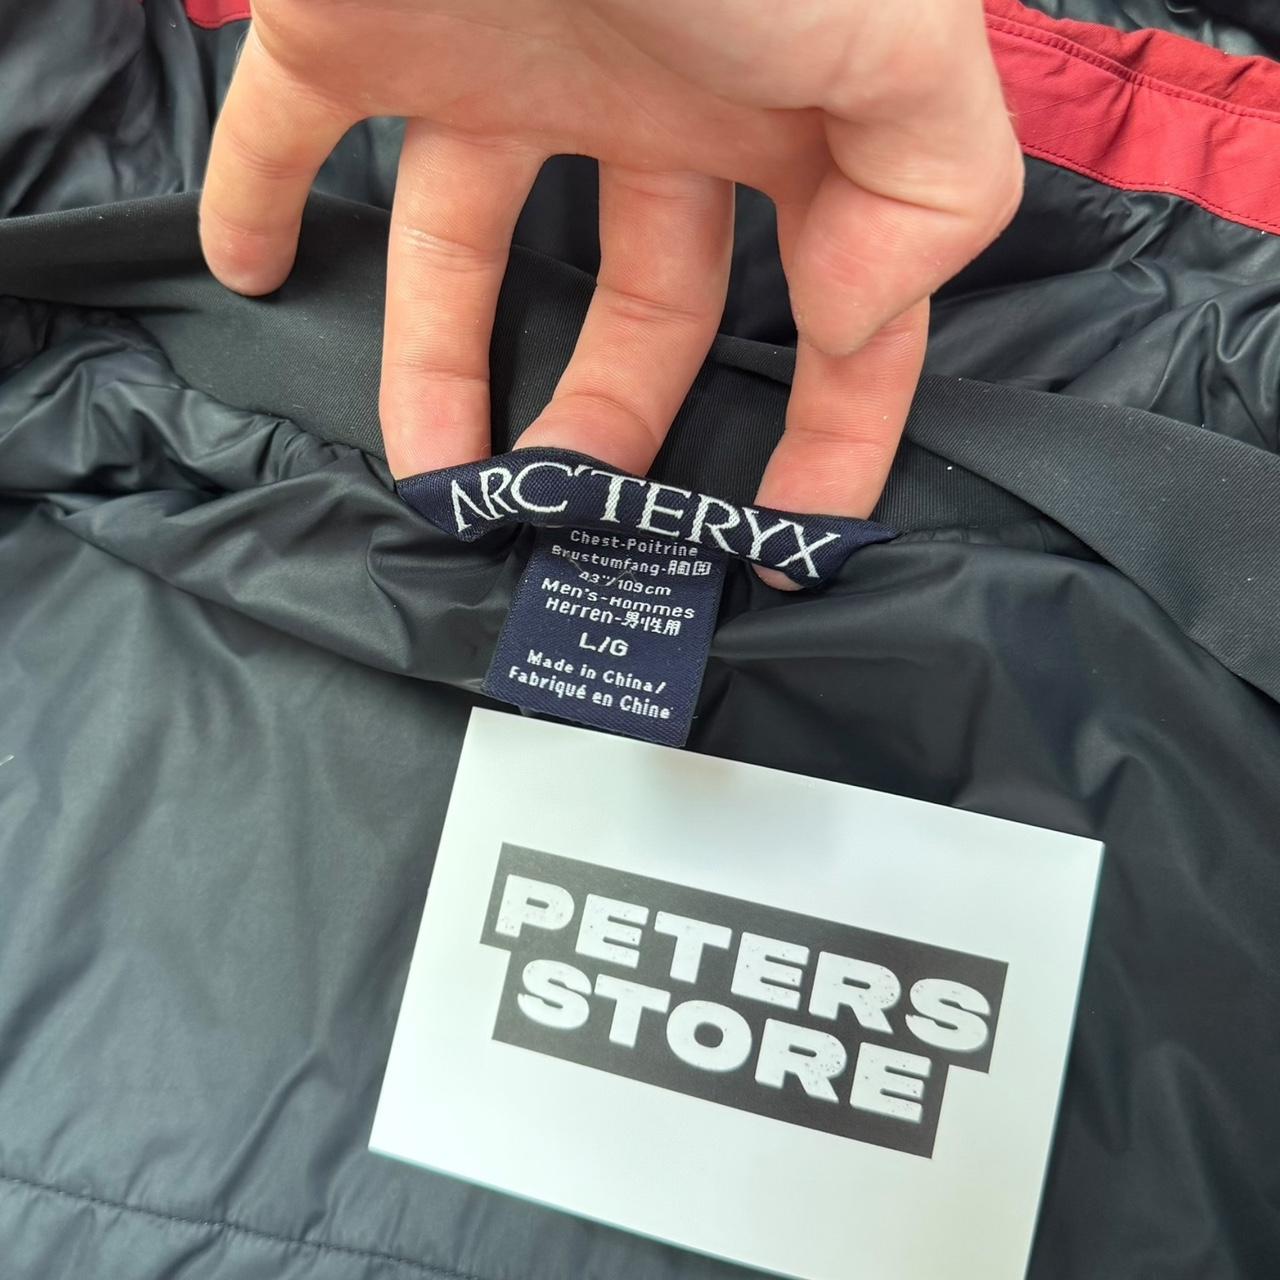 ARC'TERYX
Chest-Poitrine
Brustumfang-胸囲
43"/109cm
Men's-Hommes
Herren-男性用
L/G
Made in China/
Fabriqué en Chine
PETERS
STORE